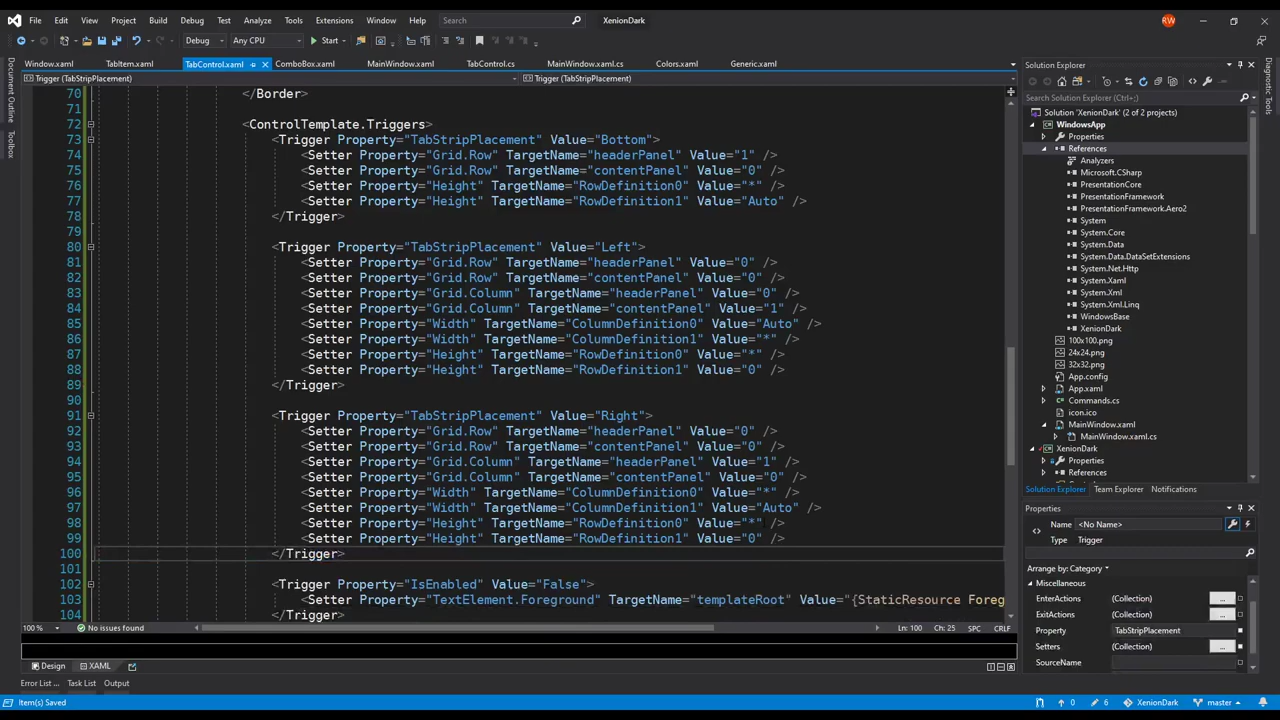 File Edit View Project Build Debug Test Analyze Tools Extensions Window Help Search XenionDark RW
Debug Any CPU Start
Window.xaml TabItem.xaml TabControl.xaml ComboBox.xaml MainWindow.xaml TabControl.cs MainWindow.xaml.cs Colors.xaml Generic.xaml
Trigger (TabStripPlacement) Trigger (TabStripPlacement)
Document Outline
Toolbox
70 </Border>
71
72 <ControlTemplate.Triggers>
73 <Trigger Property="TabStripPlacement" Value="Bottom">
74 <Setter Property="Grid.Row" TargetName="headerPanel" Value="1" />
75 <Setter Property="Grid.Row" TargetName="contentPanel" Value="0" />
76 <Setter Property="Height" TargetName="RowDefinition0" Value="*" />
77 <Setter Property="Height" TargetName="RowDefinition1" Value="Auto" />
78 </Trigger>
79
80 <Trigger Property="TabStripPlacement" Value="Left">
81 <Setter Property="Grid.Row" TargetName="headerPanel" Value="0" />
82 <Setter Property="Grid.Row" TargetName="contentPanel" Value="0" />
83 <Setter Property="Grid.Column" TargetName="headerPanel" Value="0" />
84 <Setter Property="Grid.Column" TargetName="contentPanel" Value="1" />
85 <Setter Property="Width" TargetName="ColumnDefinition0" Value="Auto" />
86 <Setter Property="Width" TargetName="ColumnDefinition1" Value="*" />
87 <Setter Property="Height" TargetName="RowDefinition0" Value="*" />
88 <Setter Property="Height" TargetName="RowDefinition1" Value="0" />
89 </Trigger>
90
91 <Trigger Property="TabStripPlacement" Value="Right">
92 <Setter Property="Grid.Row" TargetName="headerPanel" Value="0" />
93 <Setter Property="Grid.Row" TargetName="contentPanel" Value="0" />
94 <Setter Property="Grid.Column" TargetName="headerPanel" Value="1" />
95 <Setter Property="Grid.Column" TargetName="contentPanel" Value="0" />
96 <Setter Property="Width" TargetName="ColumnDefinition0" Value="*" />
97 <Setter Property="Width" TargetName="ColumnDefinition1" Value="Auto" />
98 <Setter Property="Height" TargetName="RowDefinition0" Value="*" />
99 <Setter Property="Height" TargetName="RowDefinition1" Value="0" />
100 </Trigger>
101
102 <Trigger Property="IsEnabled" Value="False">
103 <Setter Property="TextElement.Foreground" TargetName="templateRoot" Value="{StaticResource Foreg
104 </Trigger>
100 % No issues found Ln: 100 Ch: 25 SPC CRLF
Design XAML
Error List ... Task List Output
Item(s) Saved 0 6 XenionDark master
Solution Explorer
Search Solution Explorer (Ctrl+;)
Solution 'XenionDark' (2 of 2 projects)
WindowsApp
Properties
References
Analyzers
Microsoft.CSharp
PresentationCore
PresentationFramework
PresentationFramework.Aero2
System
System.Core
System.Data
System.Data.DataSetExtensions
System.Net.Http
System.Xaml
System.Xml
System.Xml.Linq
WindowsBase
XenionDark
100x100.png
24x24.png
32x32.png
App.config
App.xaml
Commands.cs
icon.ico
MainWindow.xaml
MainWindow.xaml.cs
XenionDark
Properties
References
Solution Explorer Team Explorer Notifications
Properties
Name <No Name>
Type Trigger
Arrange by: Category
Miscellaneous
EnterActions (Collection) ...
ExitActions (Collection) ...
Property TabStripPlacement
Setters (Collection) ...
SourceName
Diagnostic Tools